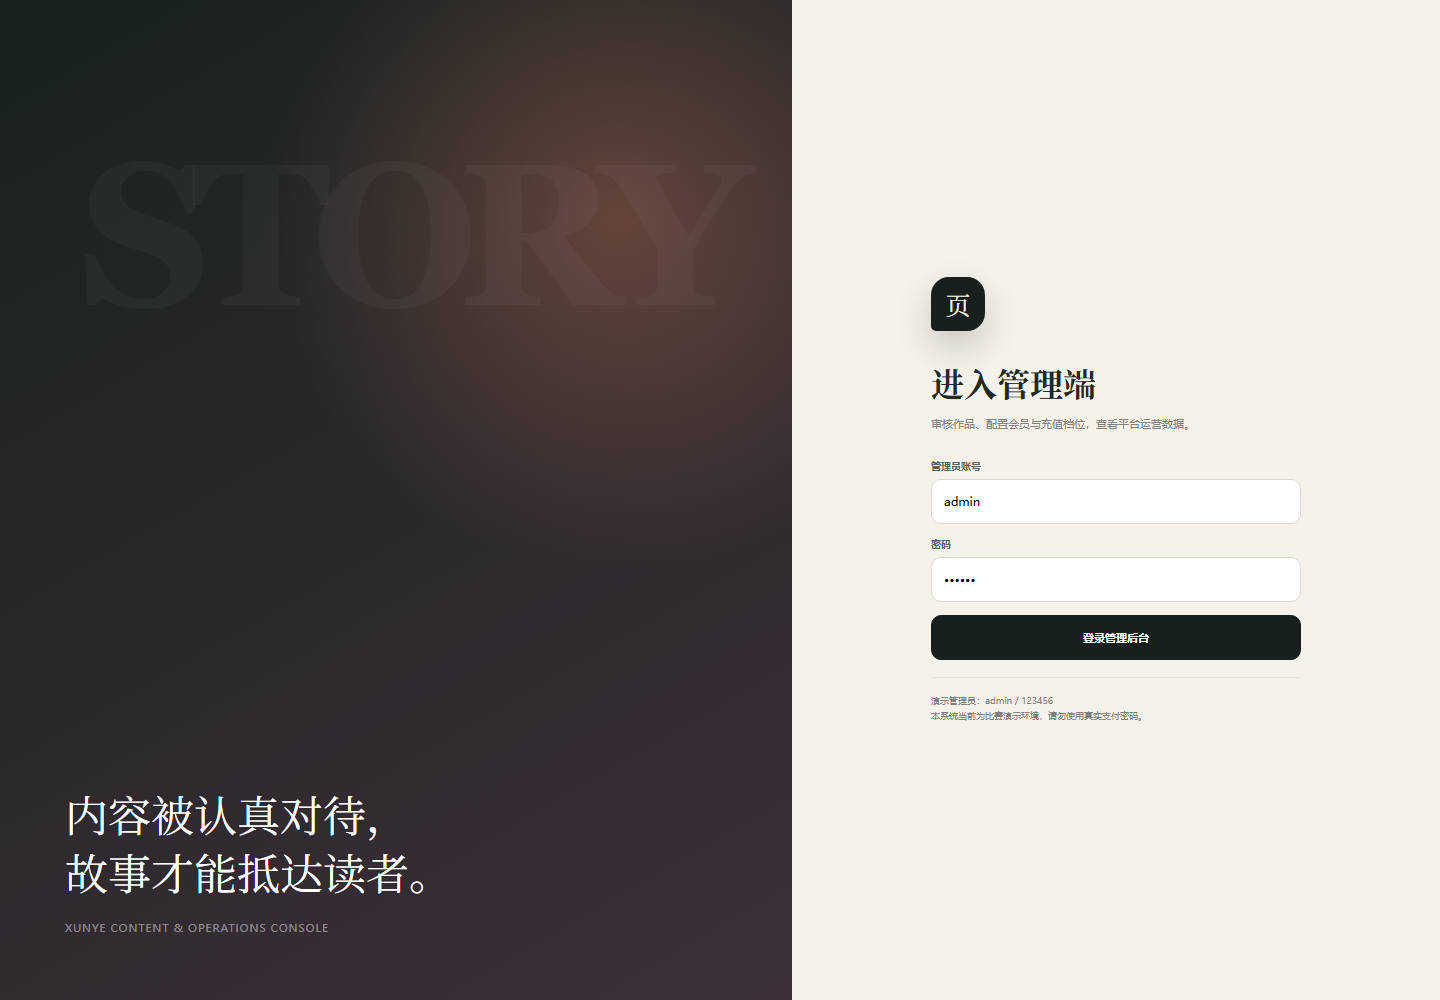 STORY
内容被认真对待，
故事才能抵达读者。
XUNYE CONTENT & OPERATIONS CONSOLE
页
进入管理端
审核作品、配置会员与充值档位，查看平台运营数据。
管理员账号
admin
密码
••••••
登录管理后台
演示管理员：admin / 123456
本系统当前为比赛演示环境，请勿使用真实支付密码。